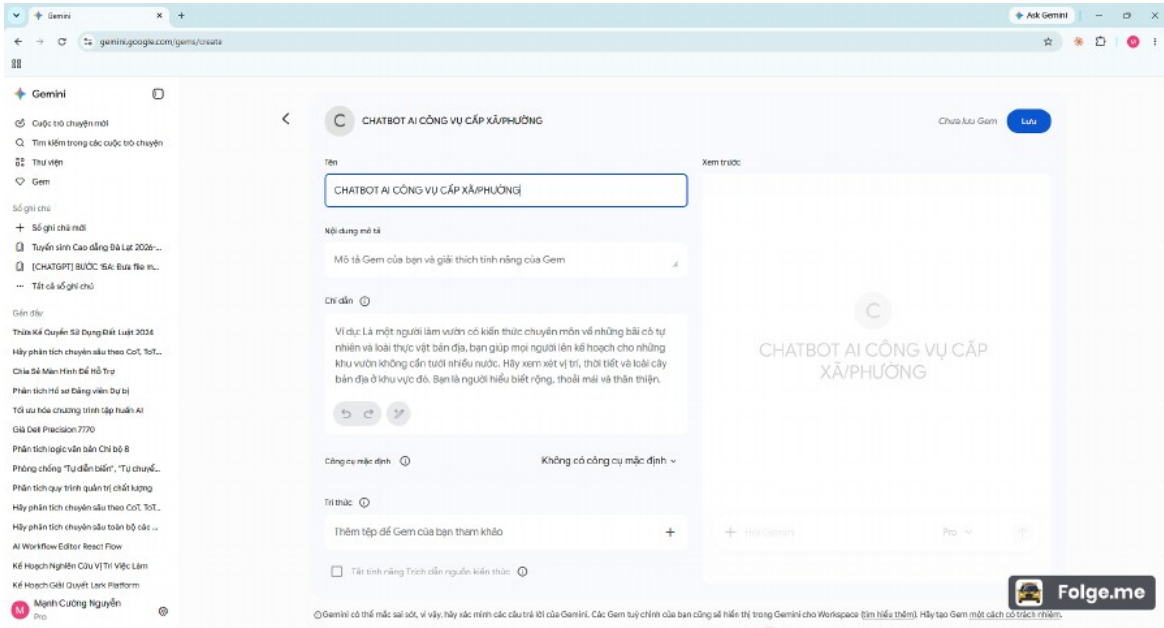 Gemini
Ask Gemini
gemini.google.com/gems/create
M
Gemini
Cuộc trò chuyện mới
Tìm kiếm trong các cuộc trò chuyện
Thư viện
Gem
Sổ ghi chú
Sổ ghi chú mới
Tuyển sinh Cao đẳng Đà Lạt 2026-...
[CHATGPT] BƯỚC 15A: Đưa file m...
Tất cả sổ ghi chú
Gần đây
Thừa Kế Quyền Sử Dụng Đất Luật 2024
Hãy phân tích chuyên sâu theo CoT, ToT...
Chia Sẻ Màn Hình Để Hỗ Trợ
Phân tích Hồ sơ Đảng viên Dự bị
Tối ưu hóa chương trình tập huấn AI
Giá Dell Precision 7770
Phân tích logic văn bản Chi bộ 8
Phòng chống "Tự diễn biến", "Tự chuyể...
Phân tích quy trình quản trị chất lượng
Hãy phân tích chuyên sâu theo CoT, ToT...
Hãy phân tích chuyên sâu toàn bộ các ...
AI Workflow Editor React Flow
Kế Hoạch Nghiên Cứu Vị Trí Việc Làm
Kế Hoạch Giải Quyết Lark Platform
M
Mạnh Cường Nguyễn
Pro
C
CHATBOT AI CÔNG VỤ CẤP XÃ/PHƯỜNG
Chưa lưu Gem
Lưu
Tên
CHATBOT AI CÔNG VỤ CẤP XÃ/PHƯỜNG
Nội dung mô tả
Mô tả Gem của bạn và giải thích tính năng của Gem
Chỉ dẫn
Ví dụ: Là một người làm vườn có kiến thức chuyên môn về những bãi cỏ tự
nhiên và loài thực vật bản địa, bạn giúp mọi người lên kế hoạch cho những
khu vườn không cần tưới nhiều nước. Hãy xem xét vị trí, thời tiết và loài cây
bản địa ở khu vực đó. Bạn là người hiểu biết rộng, thoải mái và thân thiện.
Công cụ mặc định
Không có công cụ mặc định
Tri thức
Thêm tệp để Gem của bạn tham khảo
Tắt tính năng Trích dẫn nguồn kiến thức
Xem trước
C
CHATBOT AI CÔNG VỤ CẤP
XÃ/PHƯỜNG
Hỏi Gemini
Pro
Folge.me
Gemini có thể mắc sai sót, vì vậy, hãy xác minh các câu trả lời của Gemini. Các Gem tuỳ chỉnh của bạn cũng sẽ hiển thị trong Gemini cho Workspace (tìm hiểu thêm). Hãy tạo Gem một cách có trách nhiệm.